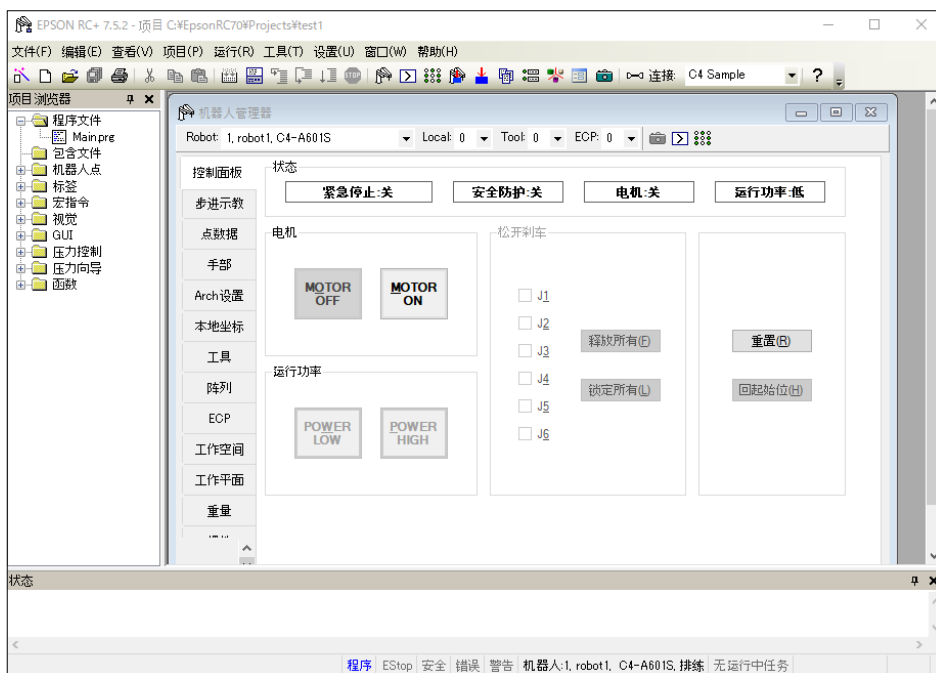 EPSON RC+ 7.5.2 - 项目 C:¥EpsonRC70¥Projects¥test1
文件(F) 编辑(E) 查看(V) 项目(P) 运行(R) 工具(T) 设置(U) 窗口(W) 帮助(H)
连接: C4 Sample
项目浏览器
程序文件
Main.prg
包含文件
机器人点
标签
宏指令
视觉
GUI
压力控制
压力向导
函数
机器人管理器
Robot: 1, robot1, C4-A601S Local: 0 Tool: 0 ECP: 0
控制面板
步进示教
点数据
手部
Arch设置
本地坐标
工具
阵列
ECP
工作空间
工作平面
重量
状态
紧急停止:关 安全防护:关 电机:关 运行功率:低
电机
MOTOR OFF
MOTOR ON
运行功率
POWER LOW
POWER HIGH
松开刹车
J1
J2
J3
J4
J5
J6
释放所有(F)
锁定所有(L)
重置(R)
回起始位(H)
状态
程序 EStop 安全 错误 警告 机器人:1, robot1, C4-A601S, 排练 无运行中任务